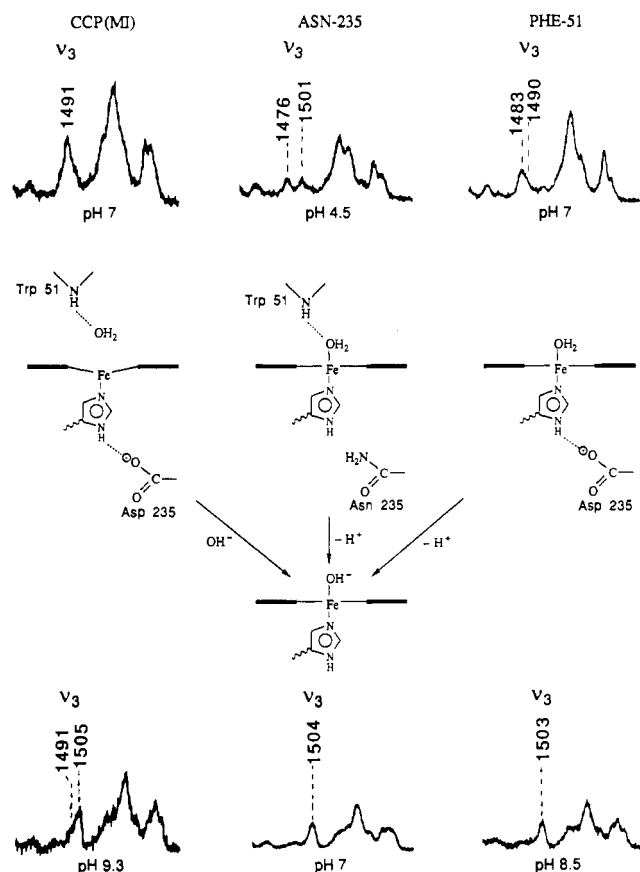 CCP(MI) ASN-235 PHE-51
ν3 ν3 ν3
1491 1476 1501 1483 1490
pH 7 pH 4.5 pH 7
Trp 51 N H OH2 Trp 51 N H OH2 OH2
Fe Fe Fe
N N N
N H N H N H
⊖O C O H2N C O ⊖O C O
Asp 235 Asn 235 Asp 235
OH⁻ – H⁺ – H⁺
OH⁻
Fe
N
N
H
ν3 ν3 ν3
1491 1505 1504 1503
pH 9.3 pH 7 pH 8.5